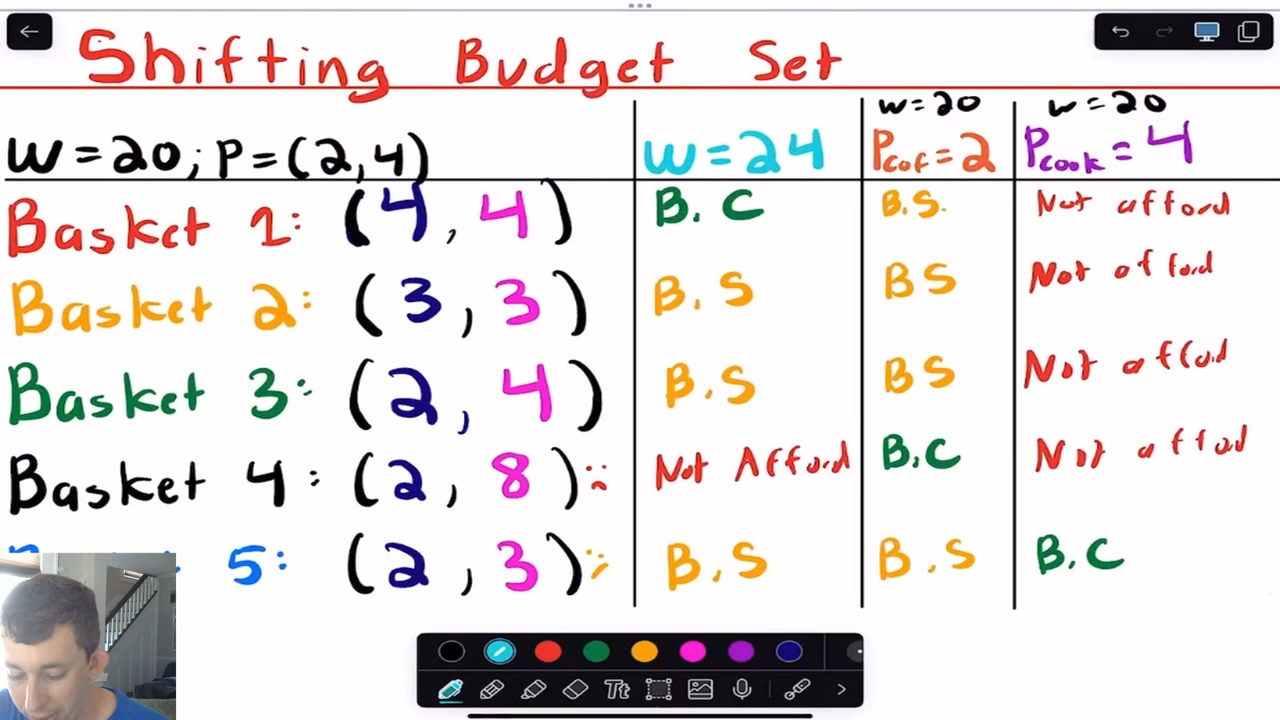 Shifting Budget Set
w=20 w=20
W=20; P=(2,4) W=24 Pcof=2 Pcook=4
Basket 1: (4, 4) B.C B.S. Not afford
Basket 2: (3, 3) B.S BS Not afford
Basket 3: (2, 4) B.S BS Not afford
Basket 4: (2, 8) Not Afford B.C Not affod
5: (2, 3) B.S B.S B.C
Tt